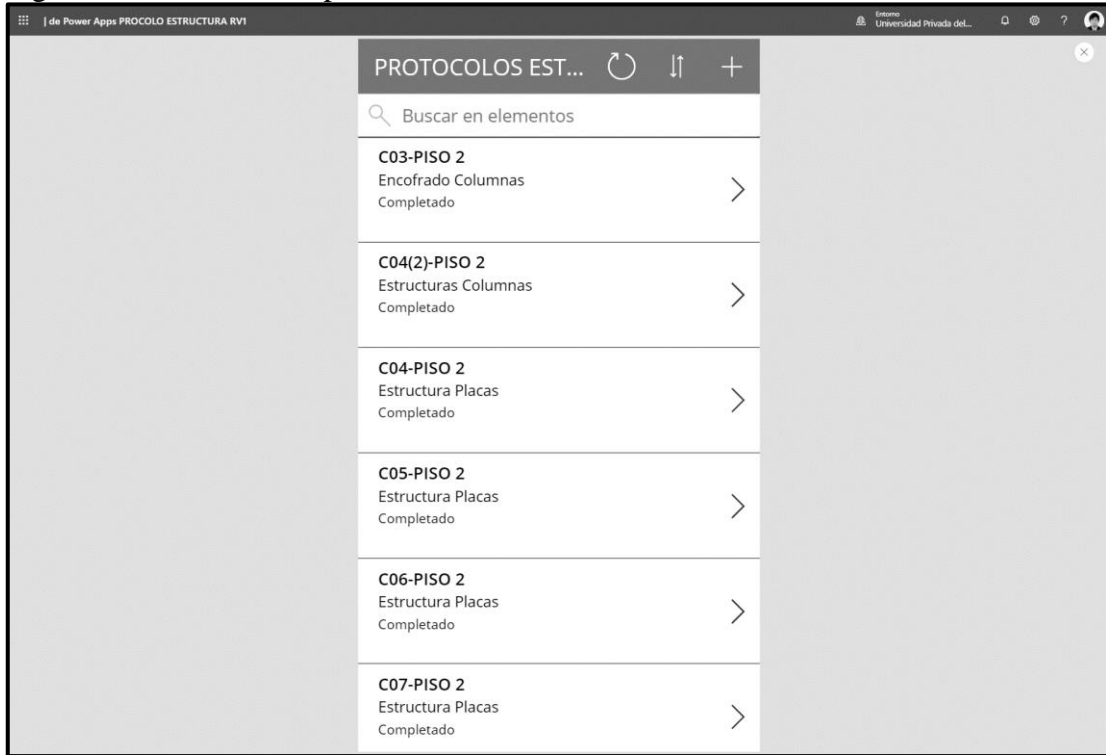 | de Power Apps PROCOLO ESTRUCTURA RV1
Entorno
Universidad Privada del...
?
PROTOCOLOS EST...
Buscar en elementos
C03-PISO 2
Encofrado Columnas
Completado
C04(2)-PISO 2
Estructuras Columnas
Completado
C04-PISO 2
Estructura Placas
Completado
C05-PISO 2
Estructura Placas
Completado
C06-PISO 2
Estructura Placas
Completado
C07-PISO 2
Estructura Placas
Completado